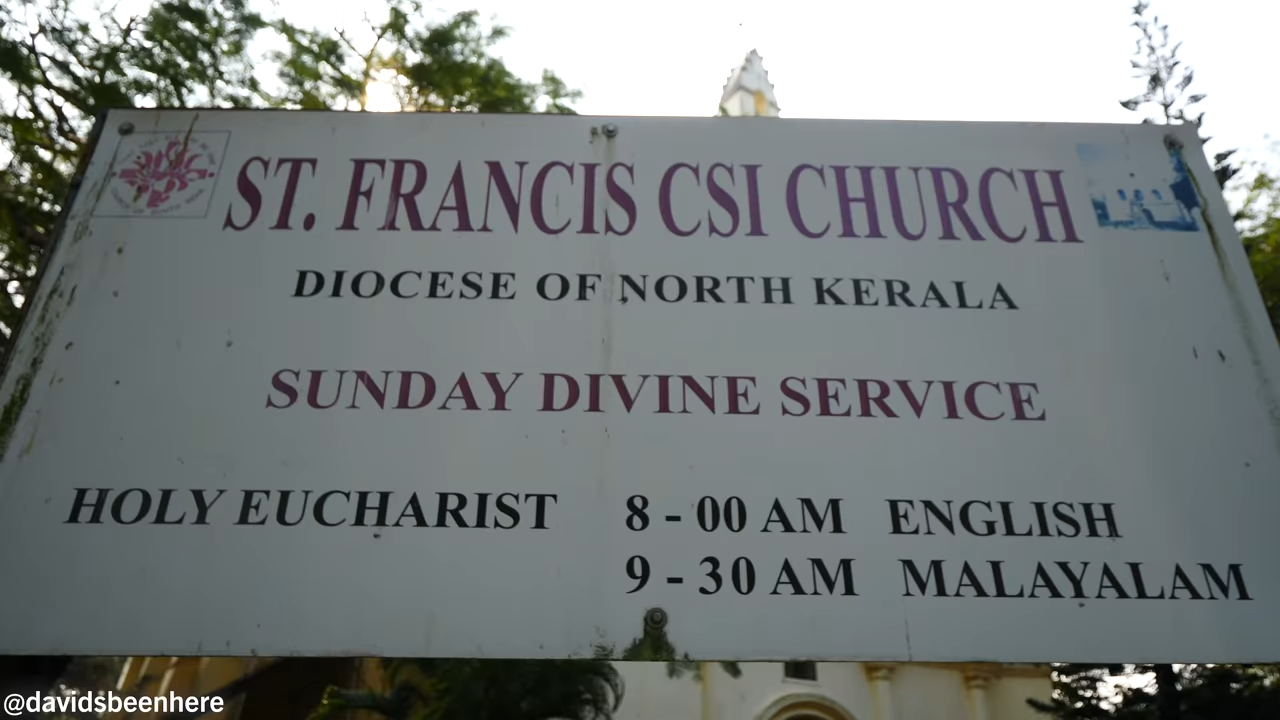 ST. FRANCIS CSI CHURCH
DIOCESE OF NORTH KERALA
SUNDAY DIVINE SERVICE
HOLY EUCHARIST 8 - 00 AM ENGLISH
9 - 30 AM MALAYALAM
@davidsbeenhere